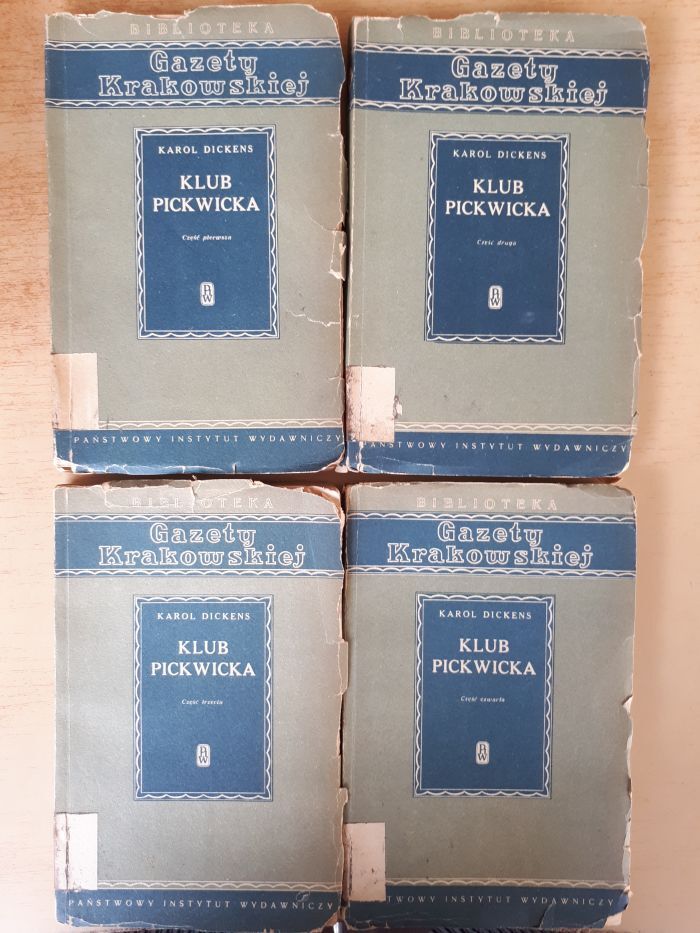 BIBLIOTEKA
Gazety
Krakowskiej
KAROL DICKENS
KLUB
PICKWICKA
Część pierwsza
PIW
PAŃSTWOWY INSTYTUT WYDAWNICZY
BIBLIOTEKA
Gazety
Krakowskiej
KAROL DICKENS
KLUB
PICKWICKA
Część druga
PIW
PAŃSTWOWY INSTYTUT WYDAWNICZY
BIBLIOTEKA
Gazety
Krakowskiej
KAROL DICKENS
KLUB
PICKWICKA
Część trzecia
PIW
PAŃSTWOWY INSTYTUT WYDAWNICZY
BIBLIOTEKA
Gazety
Krakowskiej
KAROL DICKENS
KLUB
PICKWICKA
Część czwarta
PIW
STWOWY INSTYTUT WYDAWNICZY